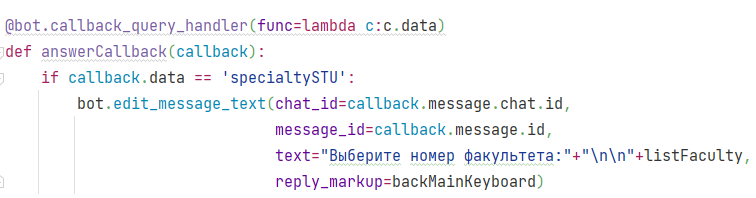 @bot.callback_query_handler(func=lambda c:c.data)
def answerCallback(callback):
    if callback.data == 'specialtySTU':
        bot.edit_message_text(chat_id=callback.message.chat.id,
                              message_id=callback.message.id,
                              text="Выберите номер факультета:"+"\n\n"+listFaculty,
                              reply_markup=backMainKeyboard)